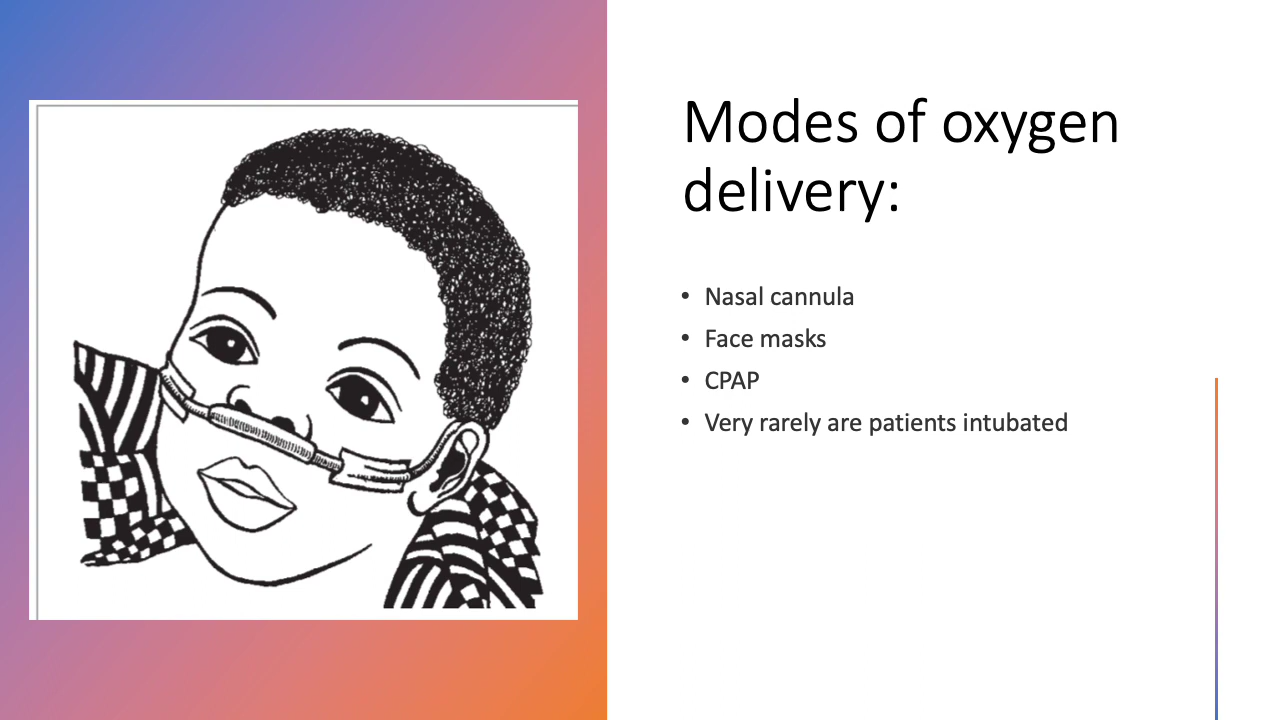 Modes of oxygen
delivery:
• Nasal cannula
• Face masks
• CPAP
• Very rarely are patients intubated